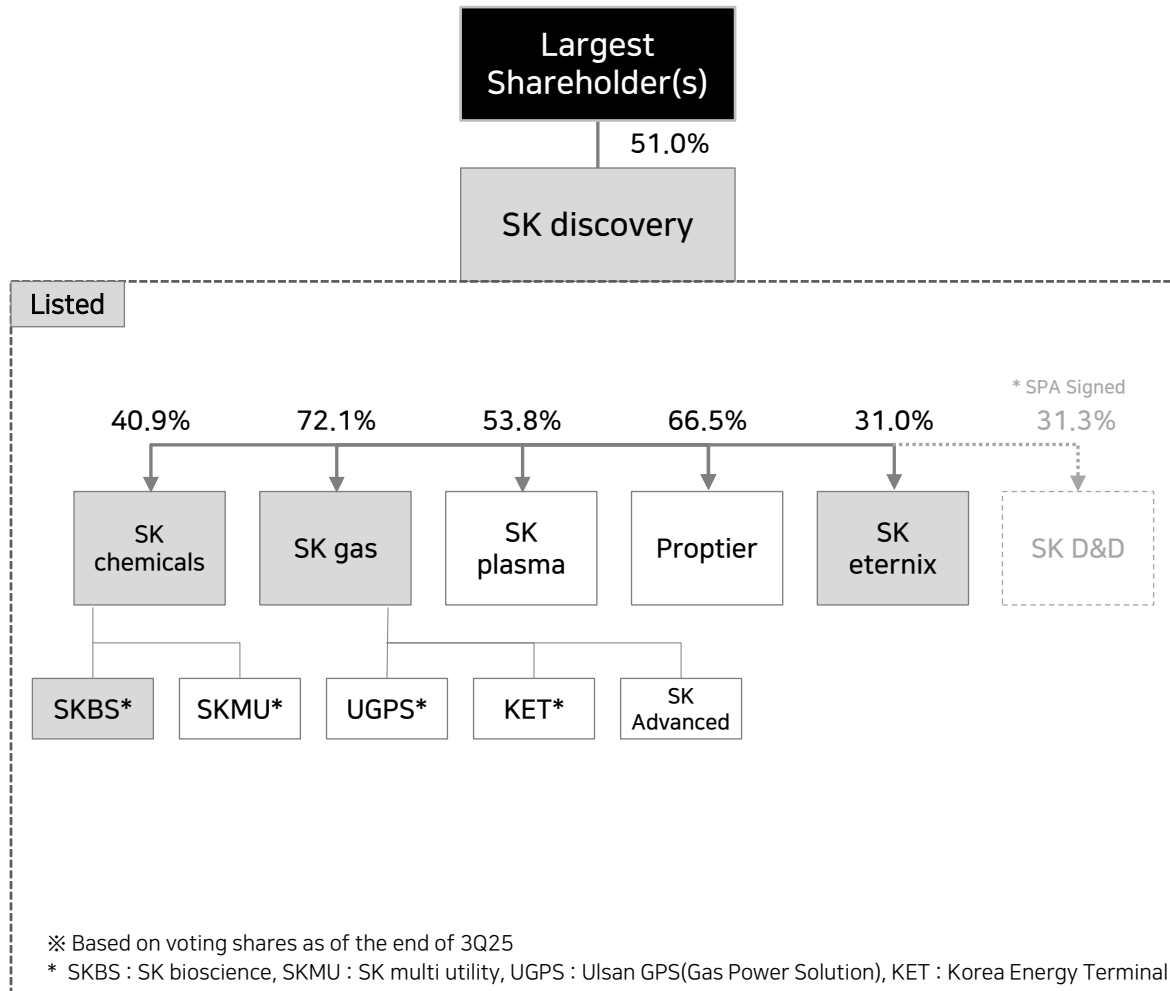 Largest
Shareholder(s)
51.0%
SK discovery
Listed
* SPA Signed
40.9%
72.1%
53.8%
66.5%
31.0%
31.3%
SK
chemicals
SK gas
SK
plasma
Proptier
SK
eternix
SK D&D
SKBS*
SKMU*
UGPS*
KET*
SK
Advanced
※ Based on voting shares as of the end of 3Q25
* SKBS : SK bioscience, SKMU : SK multi utility, UGPS : Ulsan GPS(Gas Power Solution), KET : Korea Energy Terminal